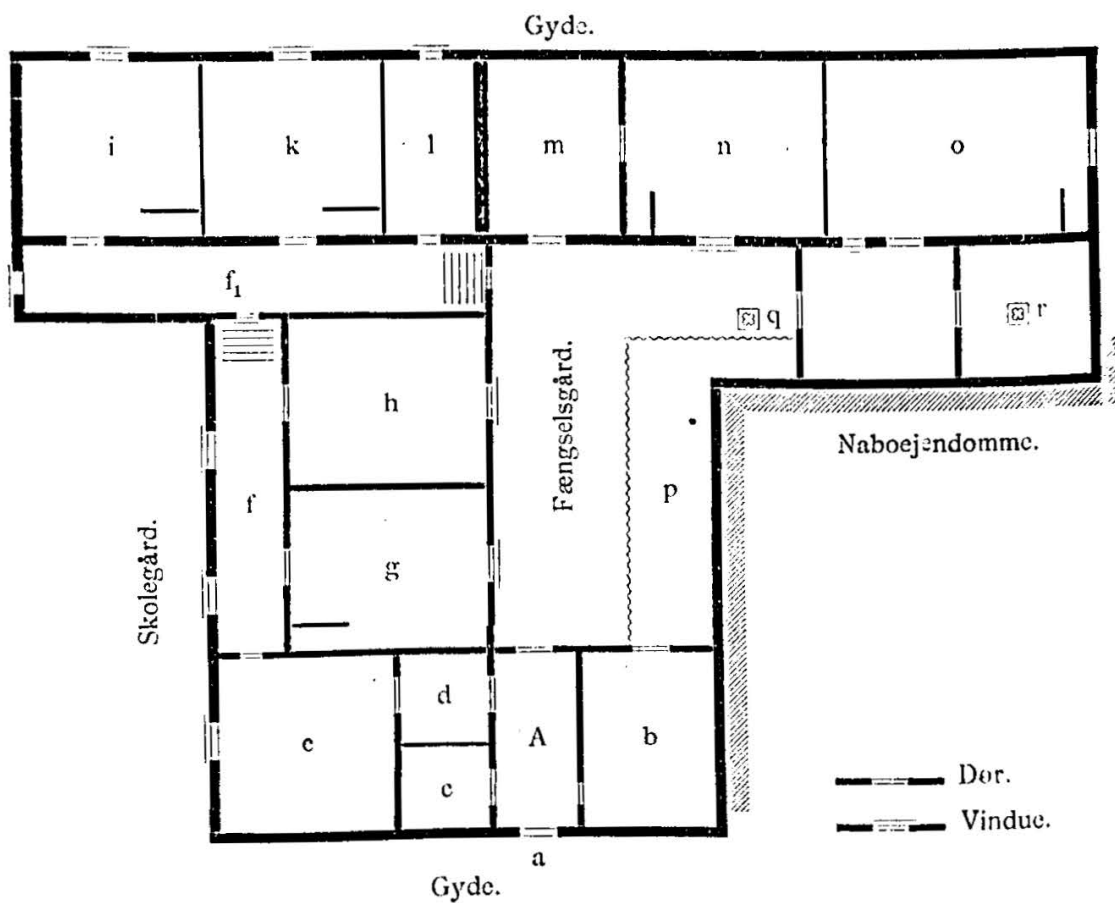 Gyde.
i
k
l
m
n
o
f1
q
r
h
Fængselsgård.
Naboejendomme.
f
p
Skolegård.
g
d
e
A
b
c
Dør.
Vindue.
a
Gyde.